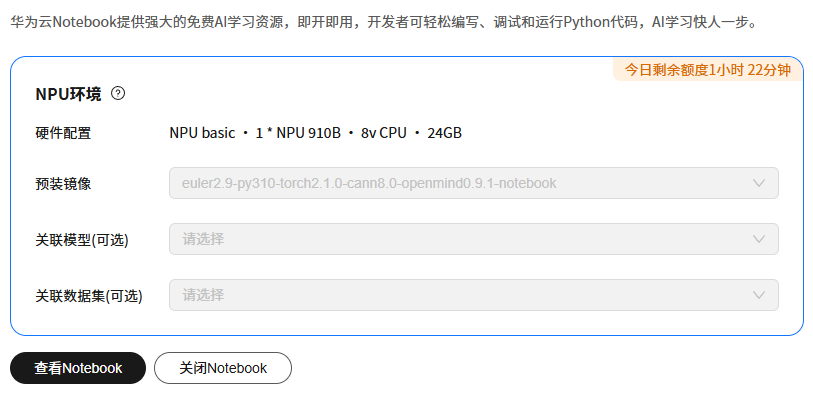 华为云Notebook提供强大的免费AI学习资源，即开即用，开发者可轻松编写、调试和运行Python代码，AI学习快人一步。
今日剩余额度1小时 22分钟
NPU环境 ?
硬件配置 NPU basic • 1 * NPU 910B • 8v CPU • 24GB
预装镜像 euler2.9-py310-torch2.1.0-cann8.0-openmind0.9.1-notebook
关联模型(可选) 请选择
关联数据集(可选) 请选择
查看Notebook 关闭Notebook